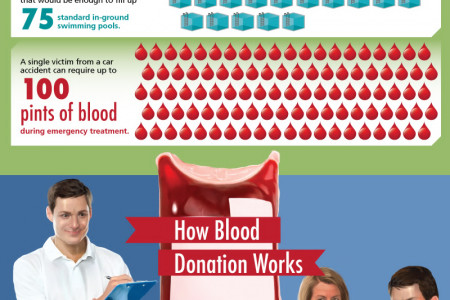 that would be enough to fill up
75 standard in-ground
swimming pools.
A single victim from a car
accident can require up to
100
pints of blood
during emergency treatment.
How Blood
Donation Works